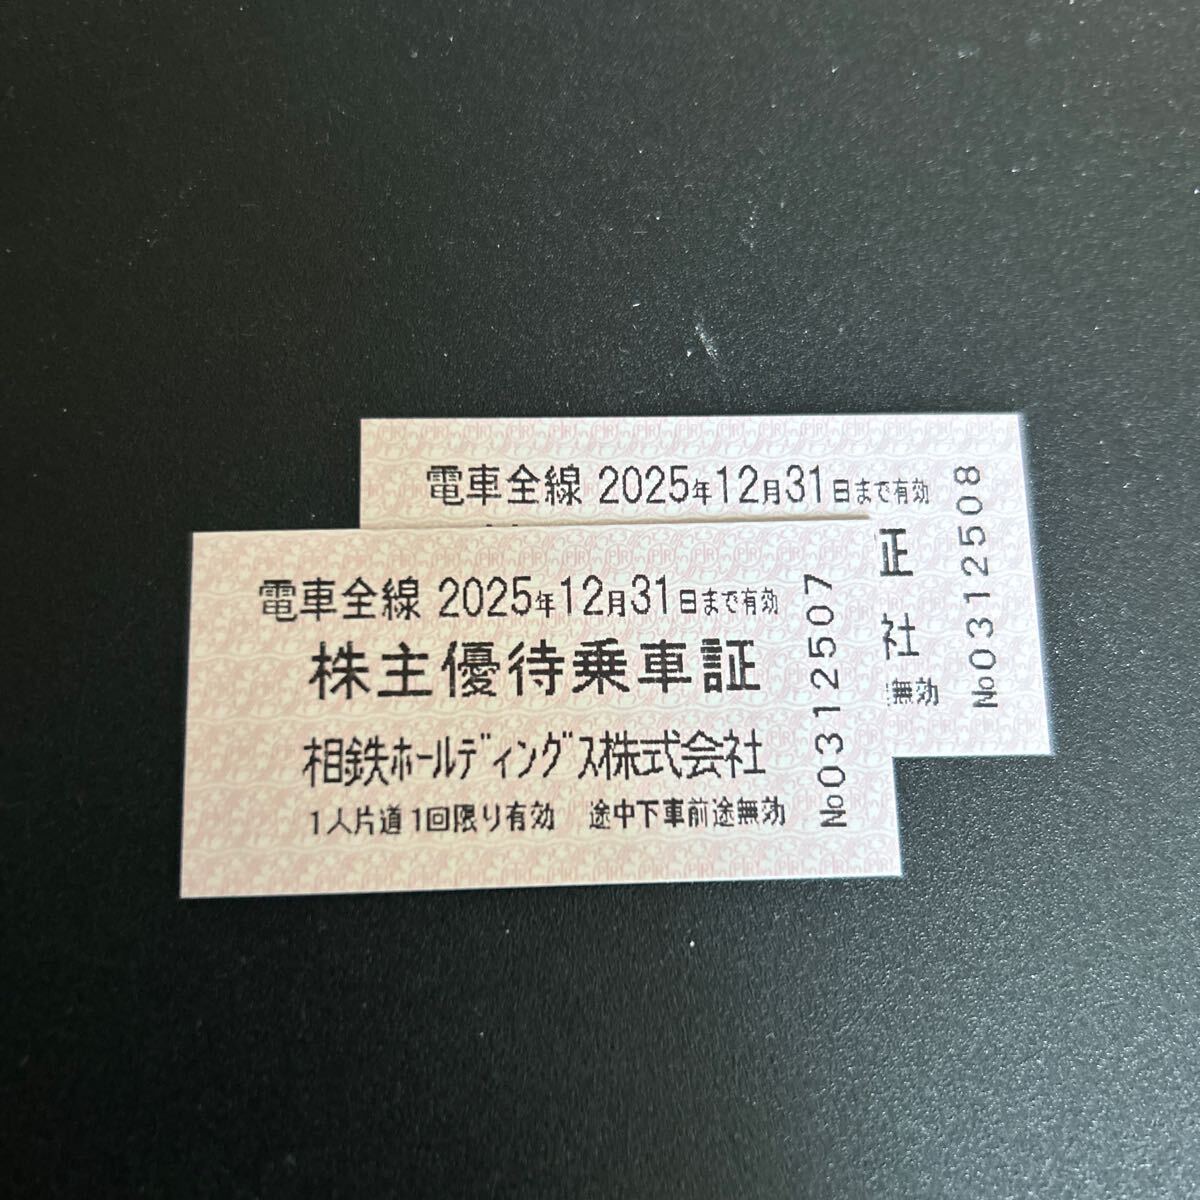 電車全線 2025年12月31日まで有効
証
社
無効
№03112508
電車全線 2025年12月31日まで有効
株主優待乗車証
相鉄ホールディングス株式会社
1人片道1回限り有効 途中下車前途無効
№03112507